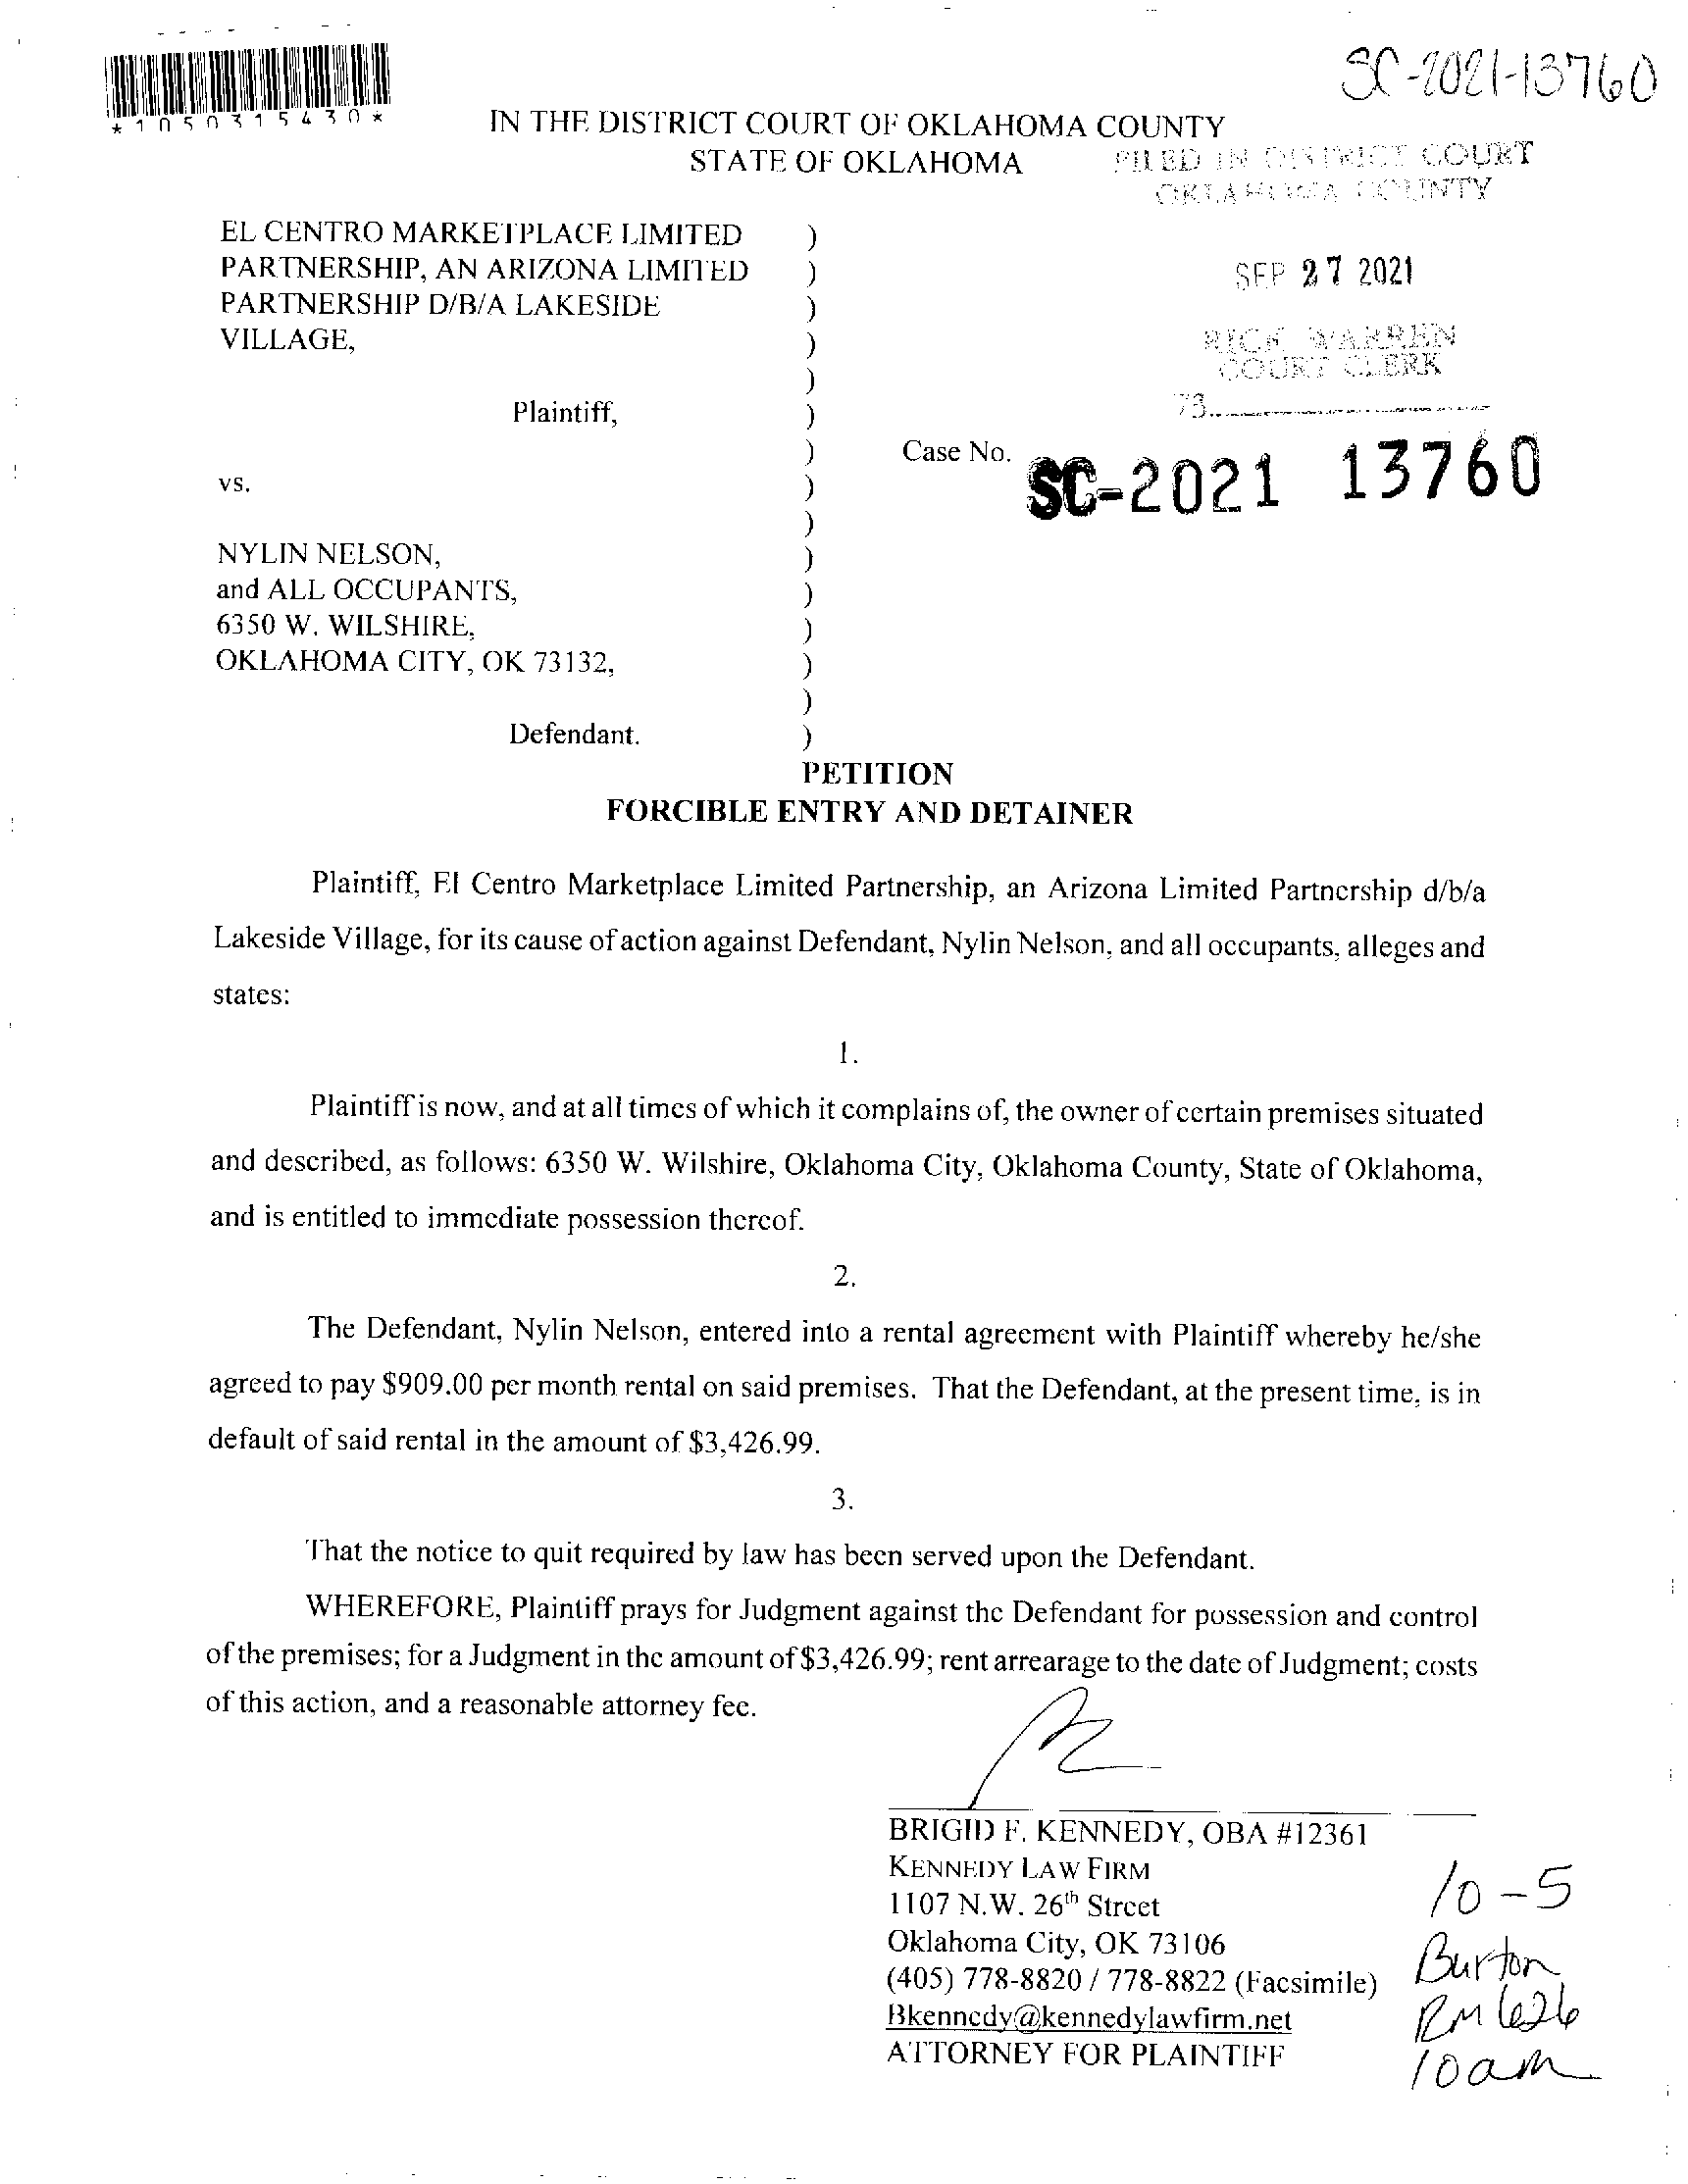 SC-2021-13760
*1050315430*
IN THE DISTRICT COURT OF OKLAHOMA COUNTY
STATE OF OKLAHOMA
FILED IN DISTRICT COURT
OKLAHOMA COUNTY
EL CENTRO MARKETPLACE LIMITED )
PARTNERSHIP, AN ARIZONA LIMITED )
PARTNERSHIP D/B/A LAKESIDE )
VILLAGE, )
)
SEP 27 2021
RICK WARREN
COURT CLERK
73
Plaintiff, )
) Case No. SC-2021 13760
vs. )
)
NYLIN NELSON, )
and ALL OCCUPANTS, )
6350 W. WILSHIRE, )
OKLAHOMA CITY, OK 73132, )
)
Defendant. )
PETITION
FORCIBLE ENTRY AND DETAINER
Plaintiff, El Centro Marketplace Limited Partnership, an Arizona Limited Partnership d/b/a
Lakeside Village, for its cause of action against Defendant, Nylin Nelson, and all occupants, alleges and
states:
1.
Plaintiff is now, and at all times of which it complains of, the owner of certain premises situated
and described, as follows: 6350 W. Wilshire, Oklahoma City, Oklahoma County, State of Oklahoma,
and is entitled to immediate possession thereof.
2.
The Defendant, Nylin Nelson, entered into a rental agreement with Plaintiff whereby he/she
agreed to pay $909.00 per month rental on said premises. That the Defendant, at the present time, is in
default of said rental in the amount of $3,426.99.
3.
That the notice to quit required by law has been served upon the Defendant.
WHEREFORE, Plaintiff prays for Judgment against the Defendant for possession and control
of the premises; for a Judgment in the amount of $3,426.99; rent arrearage to the date of Judgment; costs
of this action, and a reasonable attorney fee.
BRIGID F. KENNEDY, OBA #12361
KENNEDY LAW FIRM
1107 N.W. 26th Street
Oklahoma City, OK 73106
(405) 778-8820 / 778-8822 (Facsimile)
Bkennedy@kennedylawfirm.net
ATTORNEY FOR PLAINTIFF
10-5
Burton
RM 626
10am